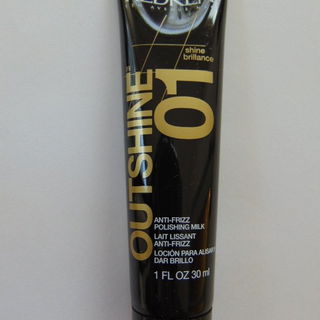 OUTSHINE
01
shine
brillance
ANTI-FRIZZ
POLISHING MILK
LAIT LISSANT
ANTI-FRIZZ
LOCIÓN PARA ALISAR Y
DAR BRILLO
1 FL OZ 30 ml